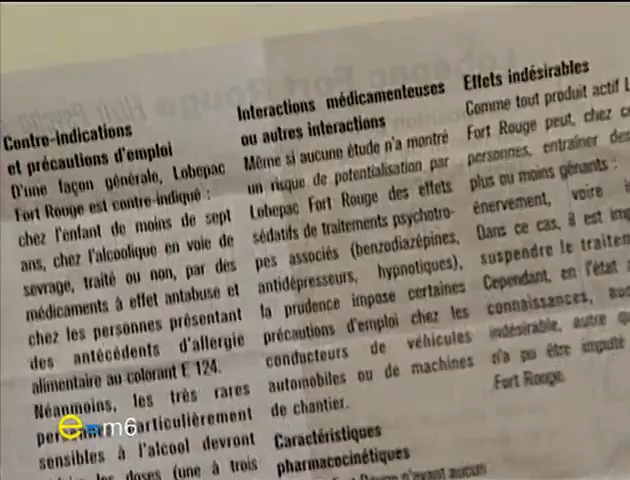 Contre-indications
et précautions d'emploi
D'une façon générale, Lobepac
Fort Rouge est contre-indiqué :
chez l'enfant de moins de sept
ans, chez l'alcoolique en voie de
sevrage, traité ou non, par des
médicaments à effet antabuse et
chez les personnes présentant
des antécédents d'allergie
alimentaire au colorant E 124.
Néanmoins, les très rares
particulièrement
sensibles à l'alcool devront
les doses (une à trois
Interactions médicamenteuses
ou autres interactions
Même si aucune étude n'a montré
un risque de potentialisation par
Lobepac Fort Rouge des effets
sédatifs de traitements psychotro-
pes associés (benzodiazépines,
antidépresseurs, hypnotiques),
la prudence impose certaines
précautions d'emploi chez les
conducteurs de véhicules
automobiles ou de machines
de chantier.
Caractéristiques
pharmacocinétiques
Effets indésirables
Comme tout produit actif L
Fort Rouge peut, chez c
personnes, entraîner des
plus ou moins gênants :
énervement, voire i
Dans ce cas, il est imp
suspendre le traitem
Cependant, en l'état
connaissances, auc
indésirable, autre qu
n'a pu être imputé
Fort Rouge.
e=m6